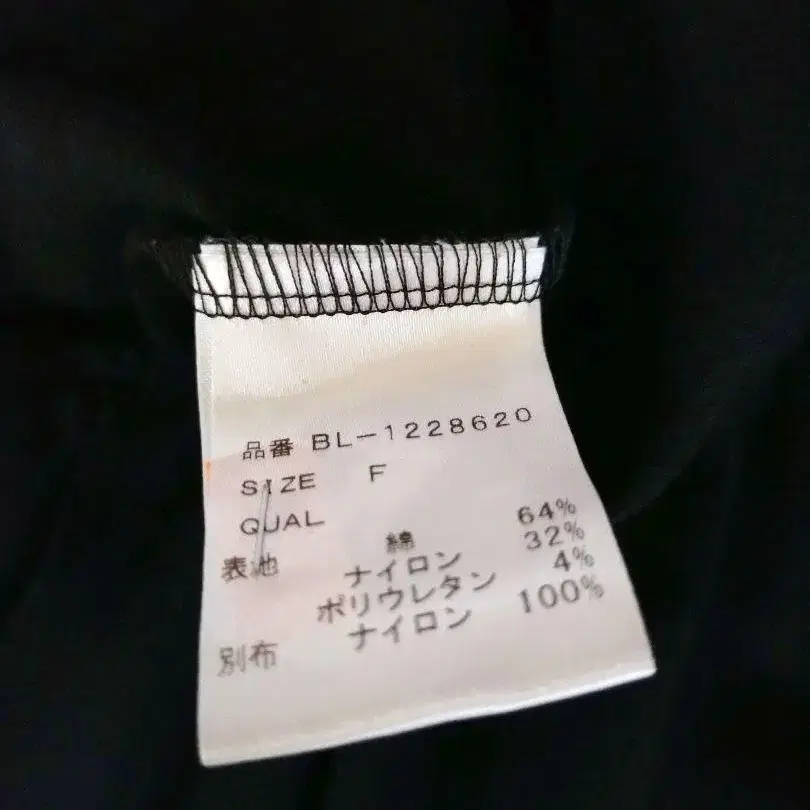 品番 BL-1228620
SIZE F
QUAL
表地 綿 64%
ナイロン 32%
ポリウレタン 4%
別布 ナイロン 100%